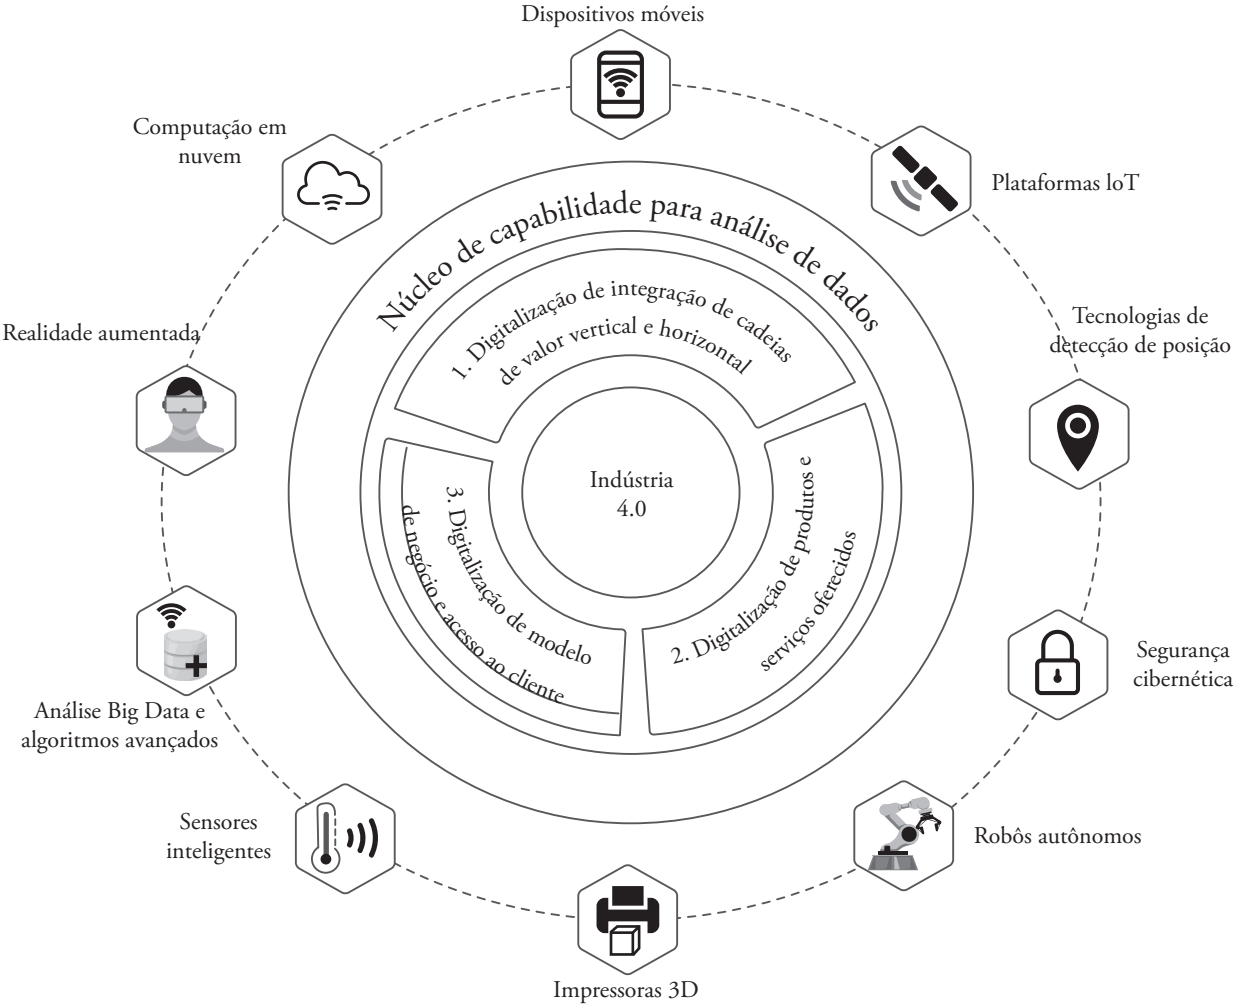 Dispositivos móveis
Computação em
nuvem
Plataformas loT
Núcleo de capabilidade para análise de dados
1. Digitalização de integração de cadeias
de valor vertical e horizontal
Realidade aumentada
Tecnologias de
detecção de posição
Indústria
4.0
2. Digitalização de produtos e
serviços oferecidos
3. Digitalização de modelo
de negócio e acesso ao cliente
Segurança
cibernética
Análise Big Data e
algoritmos avançados
Sensores
inteligentes
Robôs autônomos
Impressoras 3D